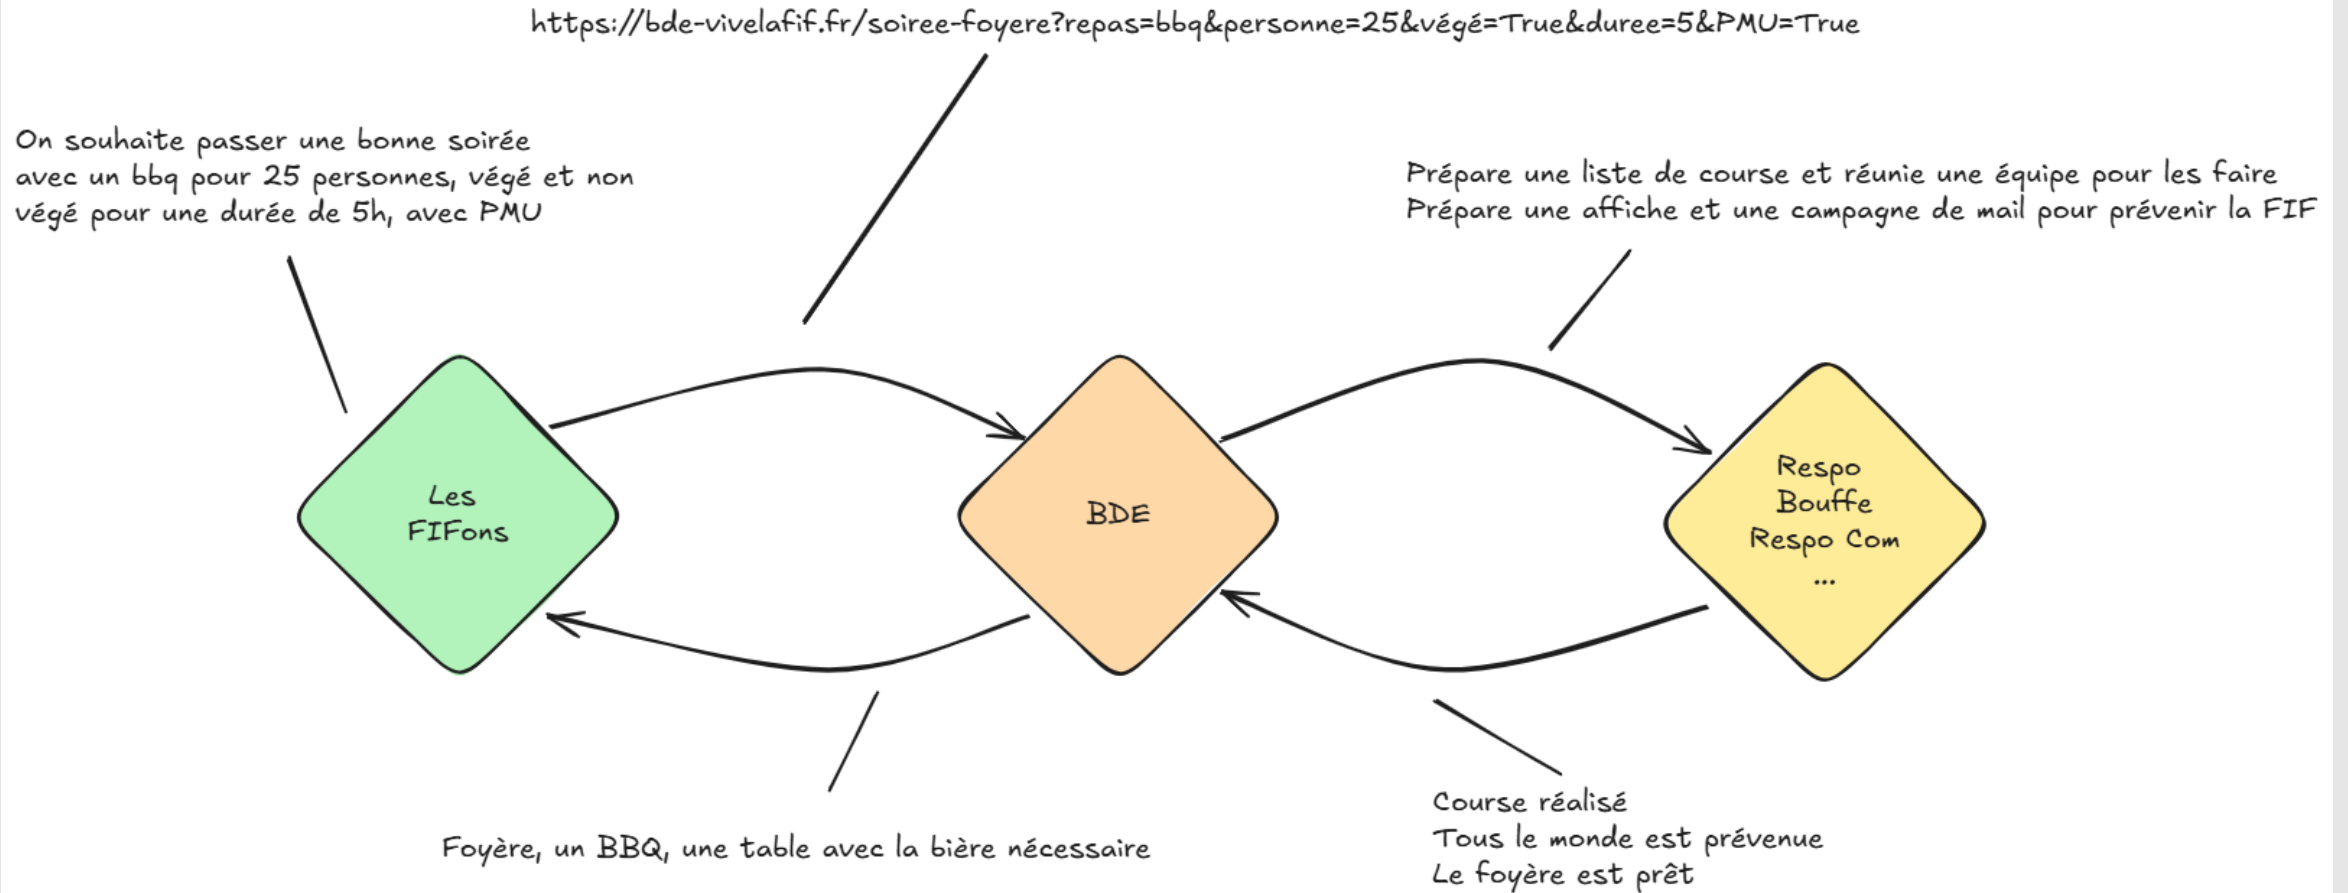 https://bde-vivelafif.fr/soiree-foyere?repas=bbq&personne=25&végé=True&duree=5&PMU=True
On souhaite passer une bonne soirée
avec un bbq pour 25 personnes, végé et non
végé pour une durée de 5h, avec PMU
Prépare une liste de course et réunie une équipe pour les faire
Prépare une affiche et une campagne de mail pour prévenir la FIF
Les
FIFons
BDE
Respo
Bouffe
Respo Com
...
Foyère, un BBQ, une table avec la bière nécessaire
Course réalisé
Tous le monde est prévenue
Le foyère est prêt